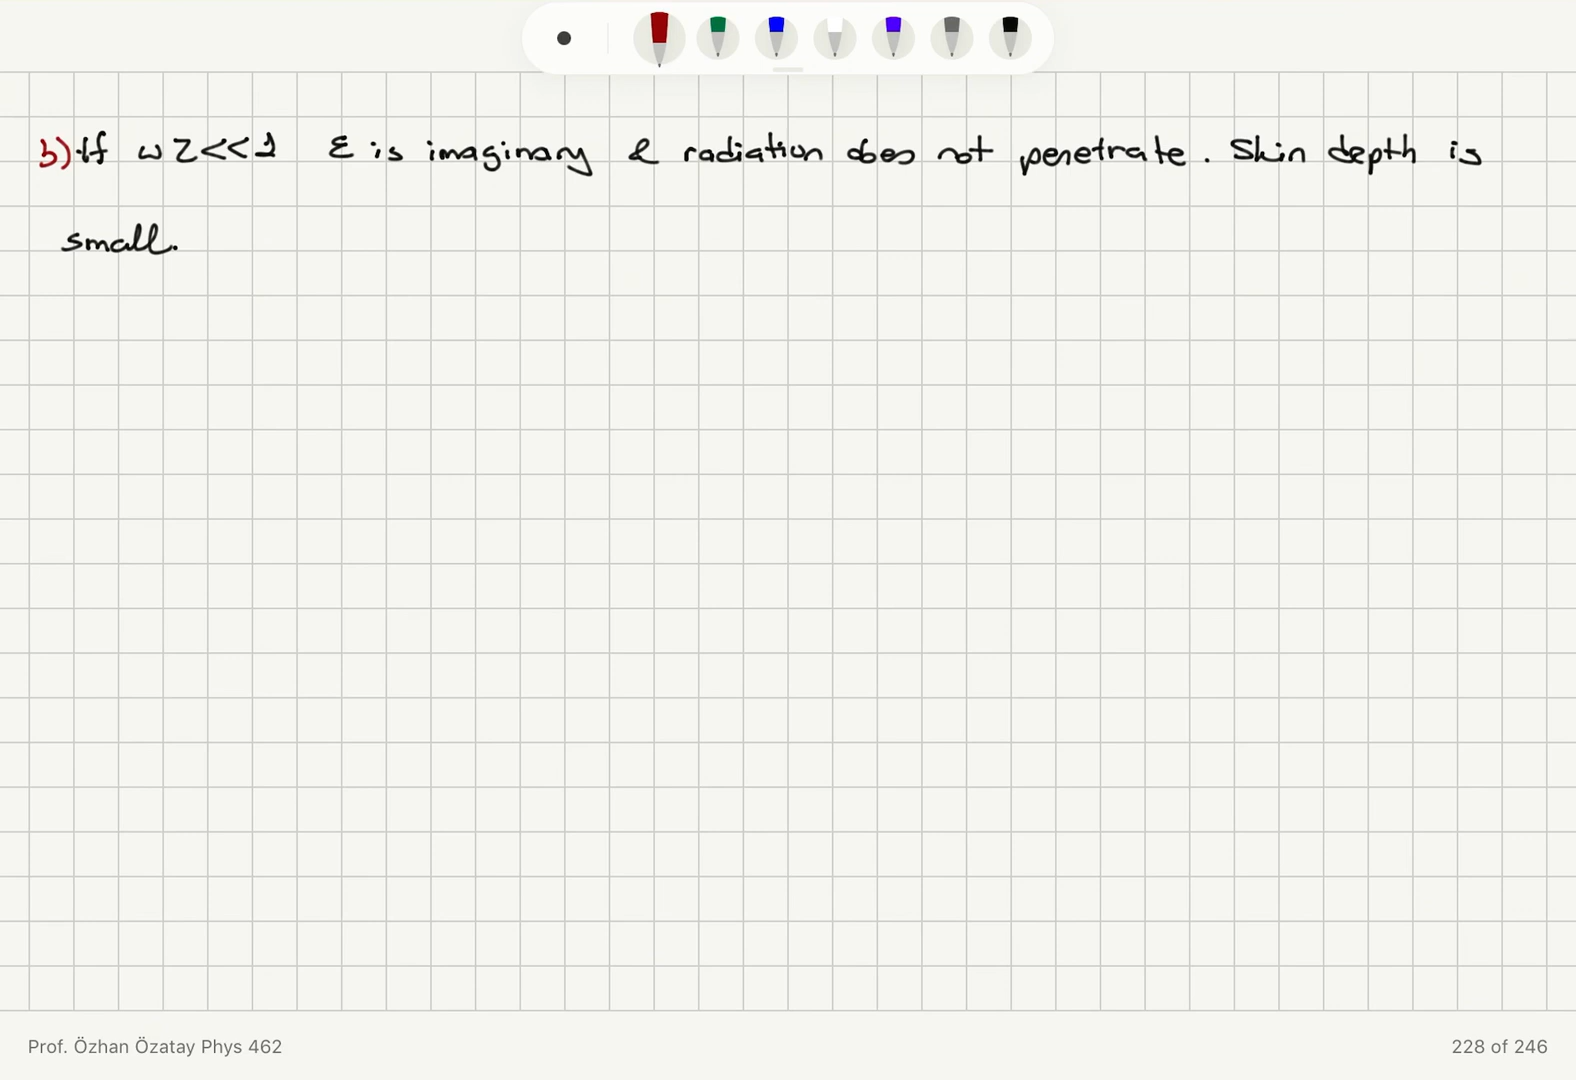 b) If ωτ<<1 ε is imaginary & radiation does not penetrate. Skin depth is
small.
Prof. Özhan Özatay Phys 462
228 of 246